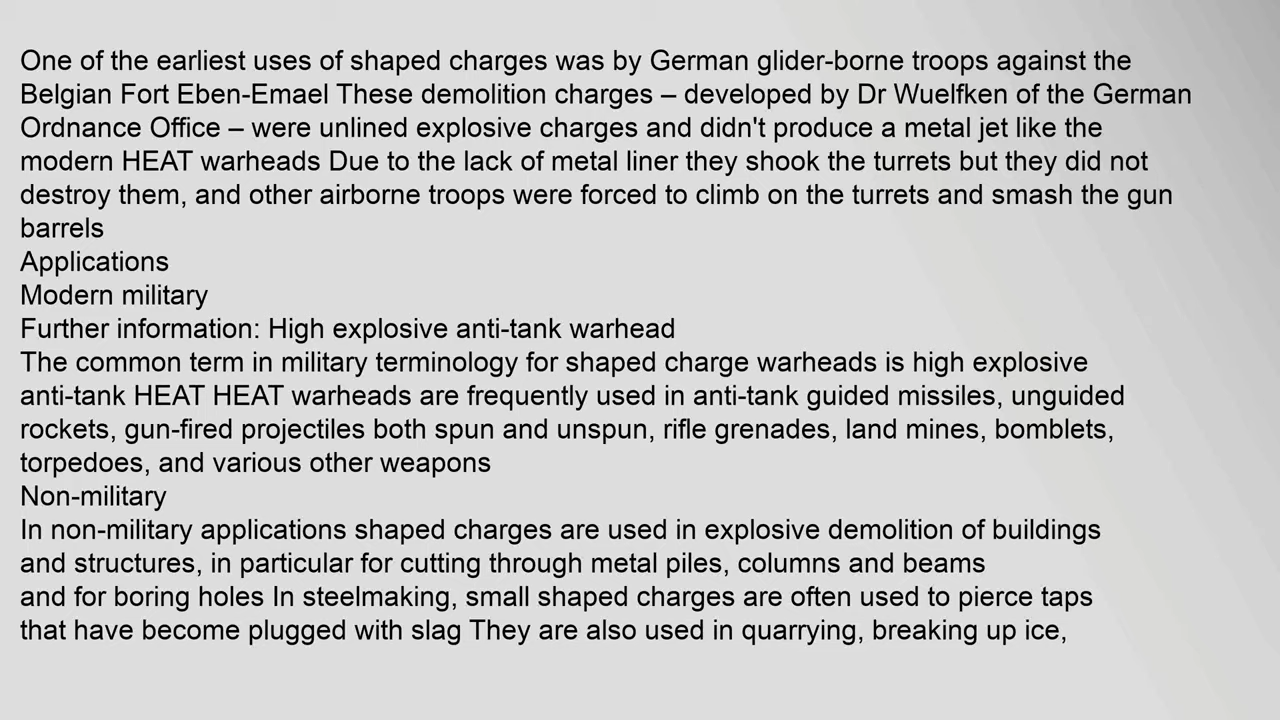 One of the earliest uses of shaped charges was by German glider-borne troops against the
Belgian Fort Eben-Emael These demolition charges – developed by Dr Wuelfken of the German
Ordnance Office – were unlined explosive charges and didn't produce a metal jet like the
modern HEAT warheads Due to the lack of metal liner they shook the turrets but they did not
destroy them, and other airborne troops were forced to climb on the turrets and smash the gun
barrels
Applications
Modern military
Further information: High explosive anti-tank warhead
The common term in military terminology for shaped charge warheads is high explosive
anti-tank HEAT HEAT warheads are frequently used in anti-tank guided missiles, unguided
rockets, gun-fired projectiles both spun and unspun, rifle grenades, land mines, bomblets,
torpedoes, and various other weapons
Non-military
In non-military applications shaped charges are used in explosive demolition of buildings
and structures, in particular for cutting through metal piles, columns and beams
and for boring holes In steelmaking, small shaped charges are often used to pierce taps
that have become plugged with slag They are also used in quarrying, breaking up ice,